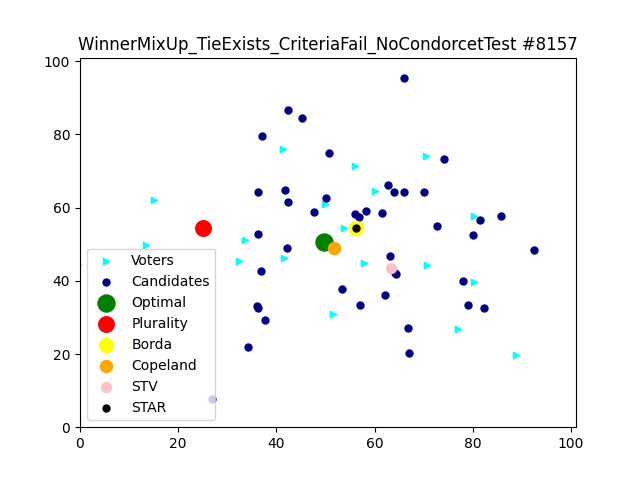 WinnerMixUp_TieExists_CriteriaFail_NoCondorcetTest #8157
100
80
60
40
20
0
Voters
Candidates
Optimal
Plurality
Borda
Copeland
STV
STAR
0 20 40 60 80 100